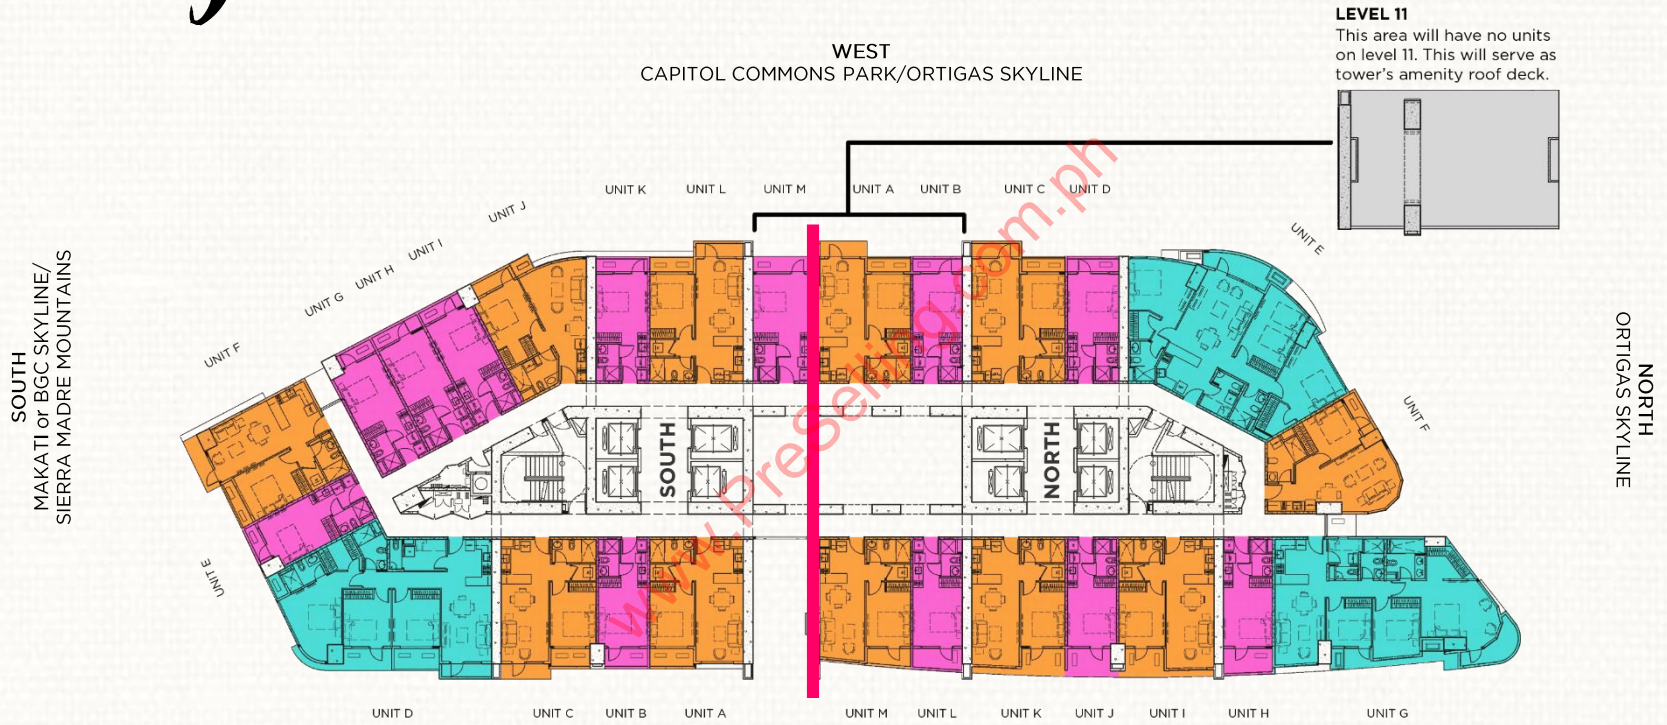 LEVEL 11
This area will have no units
on level 11. This will serve as
tower's amenity roof deck.
WEST
CAPITOL COMMONS PARK/ORTIGAS SKYLINE
UNIT K
UNIT L
UNIT M
UNIT A
UNIT B
UNIT C
UNIT D
UNIT J
UNIT I
UNIT H
UNIT G
UNIT F
UNIT E
UNIT E
UNIT F
SOUTH
MAKATI or BGC SKYLINE/
SIERRA MADRE MOUNTAINS
SOUTH
NORTH
NORTH
ORTIGAS SKYLINE
www.PreSelling.com.ph
UNIT D
UNIT C
UNIT B
UNIT A
UNIT M
UNIT L
UNIT K
UNIT J
UNIT I
UNIT H
UNIT G